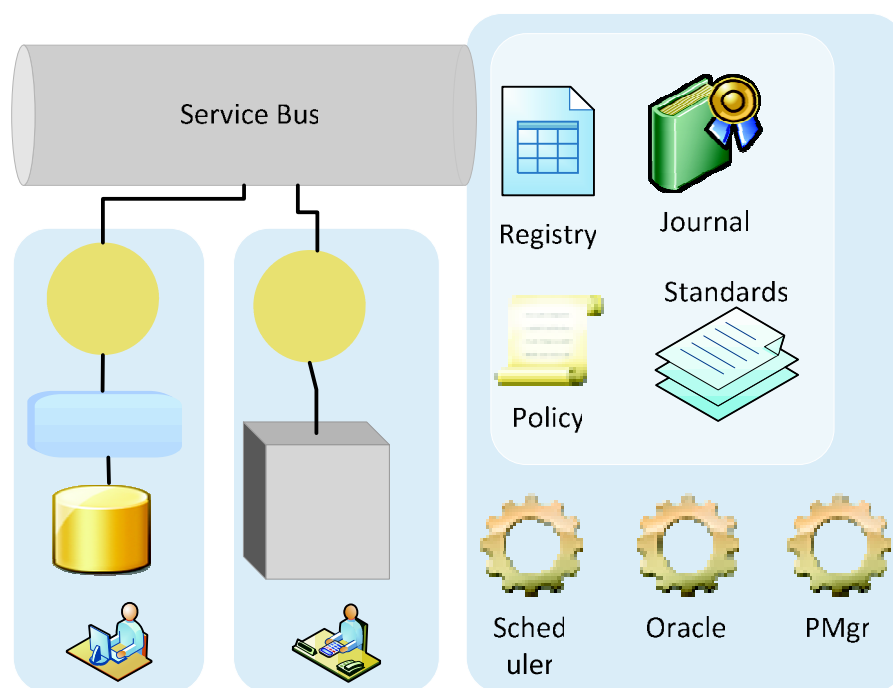 Service Bus
Registry
Journal
Standards
Policy
Sched
uler
Oracle
PMgr